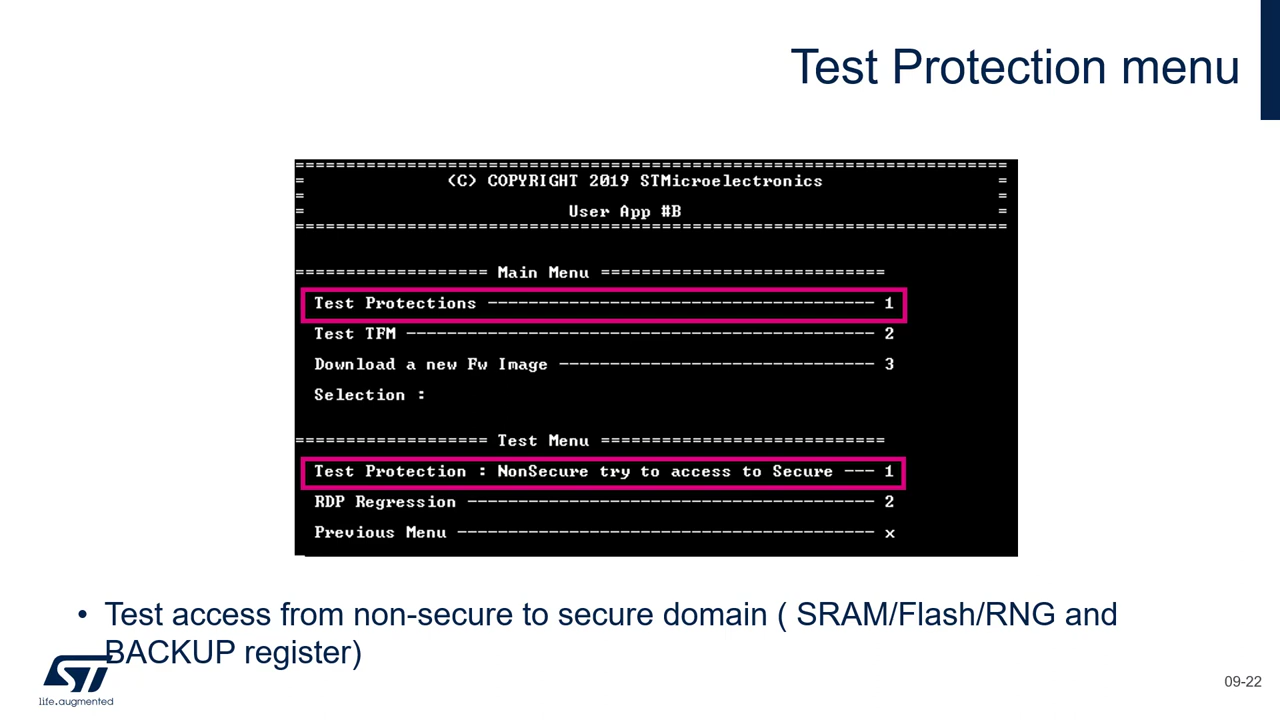 Test Protection menu
==================================================================
= (C) COPYRIGHT 2019 STMicroelectronics =
= =
= User App #B =
==================================================================
=================== Main Menu ============================
Test Protections -------------------------------------- 1
Test TFM ---------------------------------------------- 2
Download a new Fw Image ------------------------------- 3
Selection :
=================== Test Menu ============================
Test Protection : NonSecure try to access to Secure --- 1
RDP Regression ---------------------------------------- 2
Previous Menu ----------------------------------------- x
• Test access from non-secure to secure domain ( SRAM/Flash/RNG and
BACKUP register)
ST
life.augmented
09-22